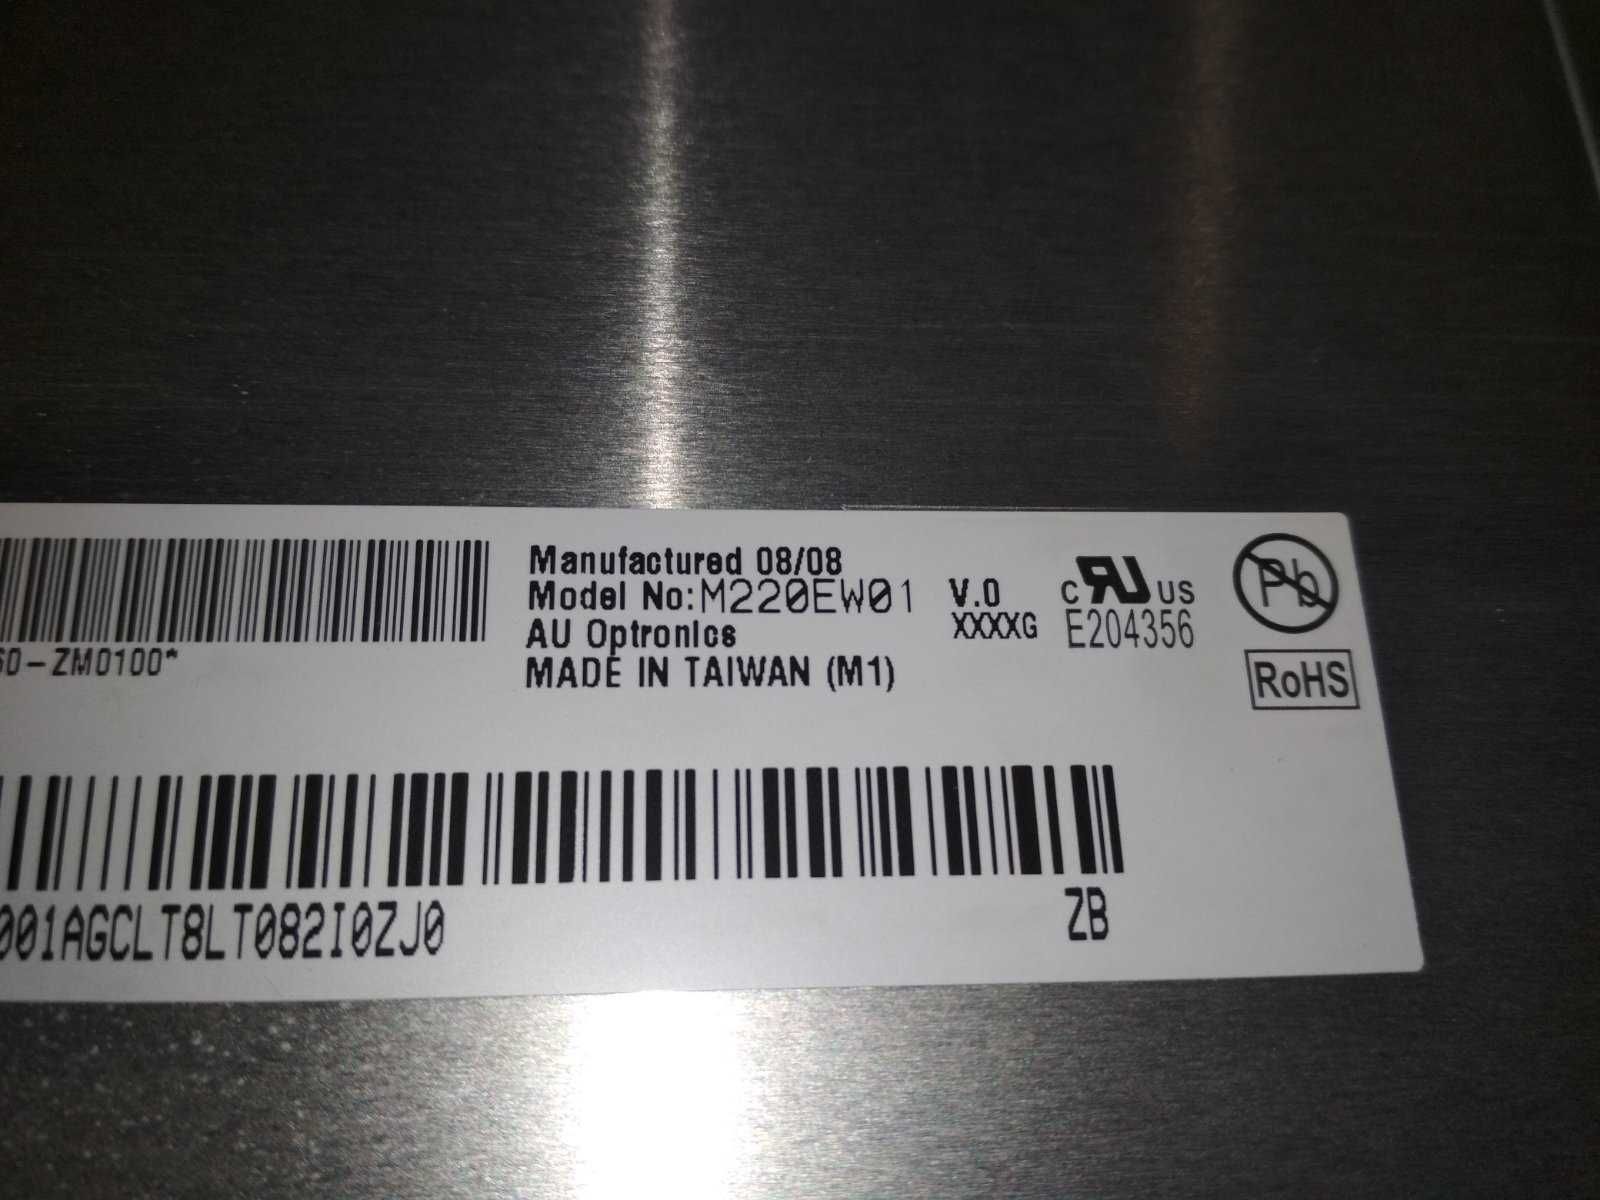 Manufactured 08/08
Model No:M220EW01 V.0
AU Optronics XXXXG
MADE IN TAIWAN (M1)
c RU US
E204356
Pb
RoHS
60-ZM0100*
001AGCLT8LT082I0ZJ0
ZB